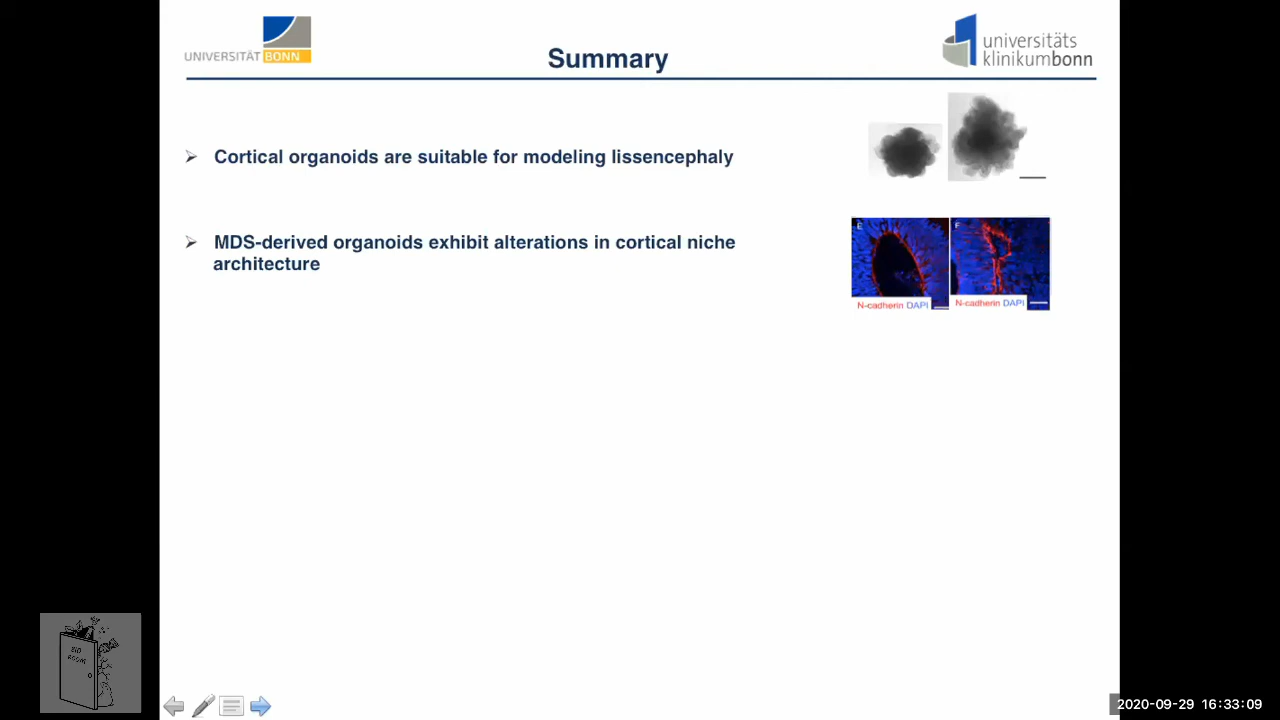 UNIVERSITÄT BONN
Summary
universitäts
klinikumbonn
Cortical organoids are suitable for modeling lissencephaly
MDS-derived organoids exhibit alterations in cortical niche
architecture
E
F
N-cadherin DAPI
N-cadherin DAPI
2020-09-29 16:33:09